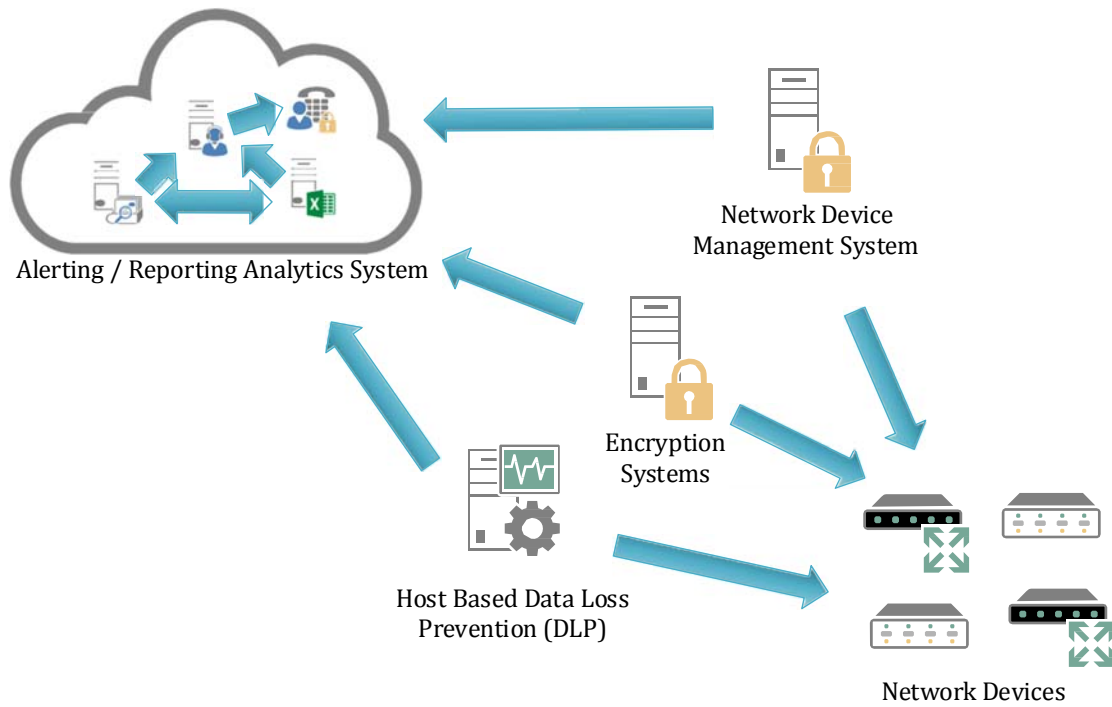 Alerting / Reporting Analytics System
Network Device
Management System
Encryption
Systems
Host Based Data Loss
Prevention (DLP)
Network Devices
X